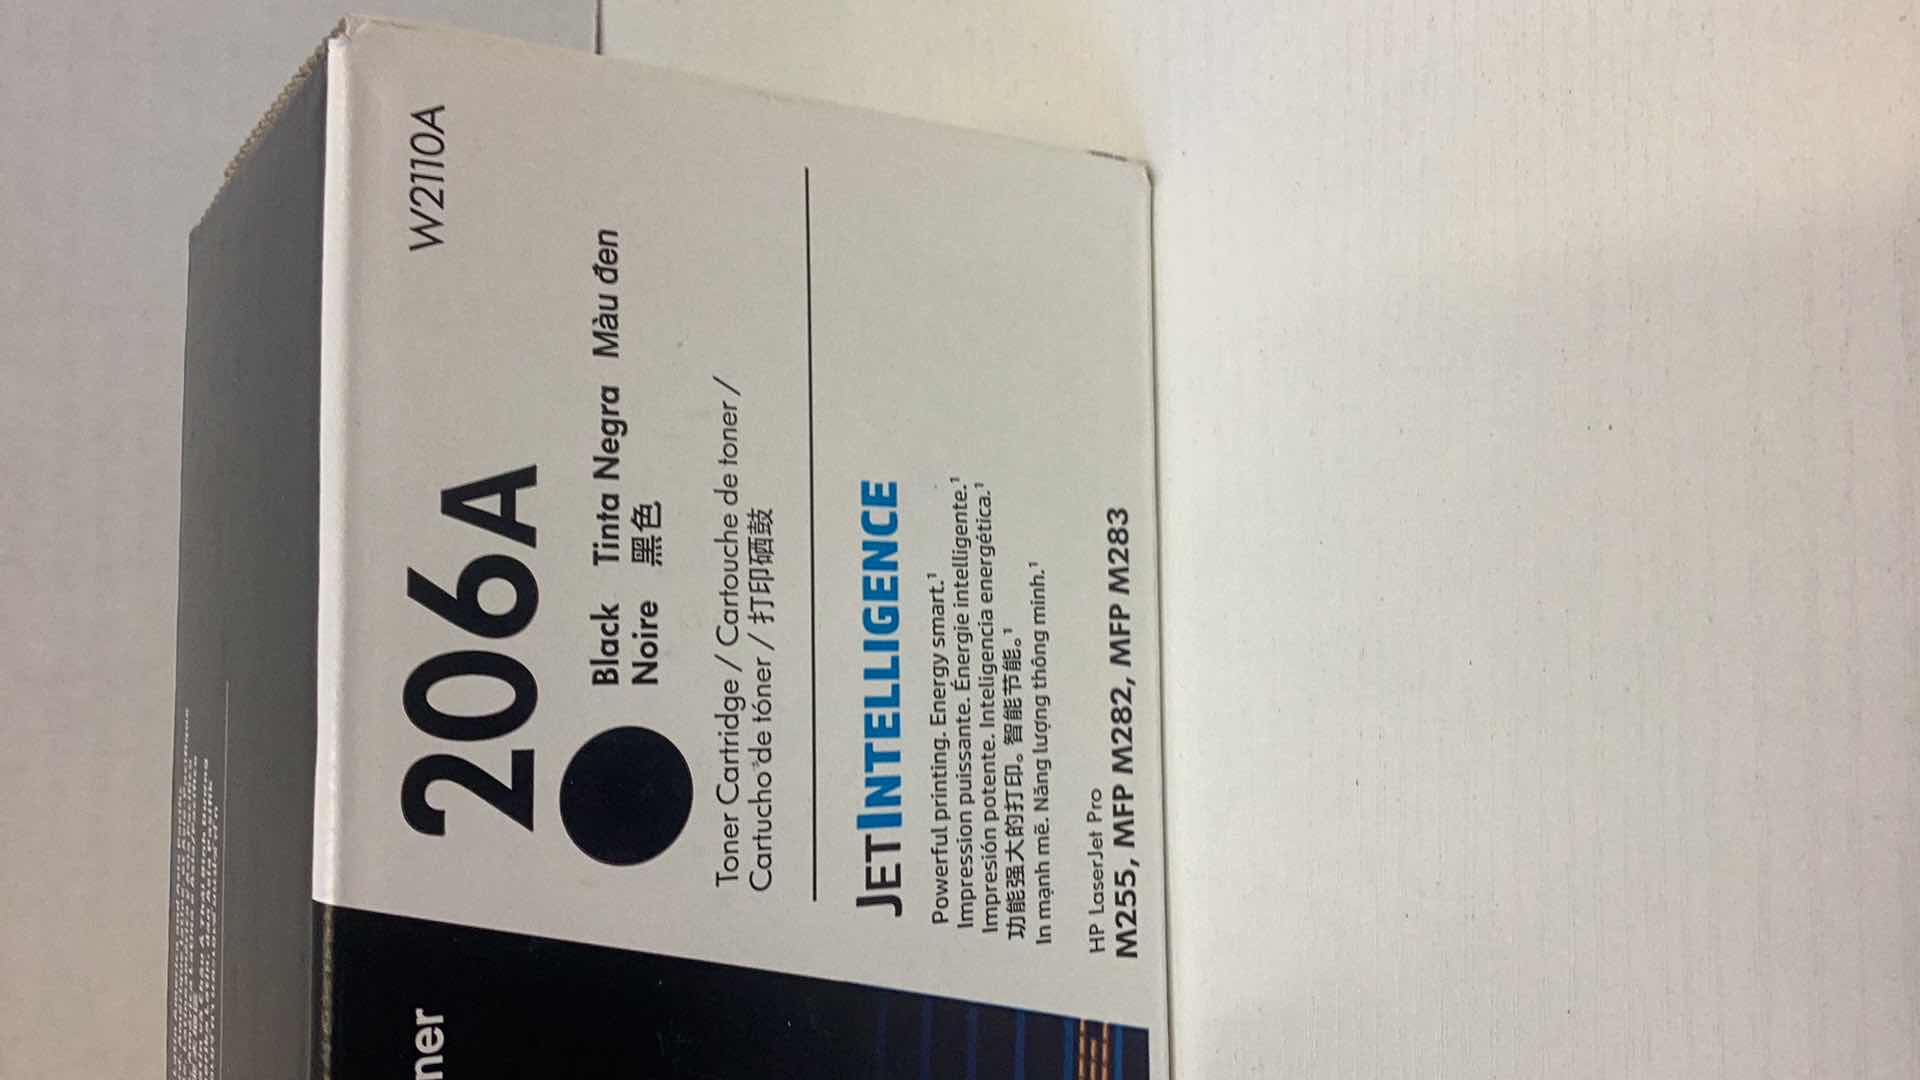 206A
W2110A
Black Tinta Negra Màu đen
Noire 黑色
Toner Cartridge / Cartouche de toner /
Cartucho de tóner / 打印硒鼓
JETINTELLIGENCE
Powerful printing. Energy smart.¹
Impression puissante. Énergie intelligente.¹
Impresión potente. Inteligencia energética.¹
功能强大的打印。智能节能。¹
In mạnh mẽ. Năng lượng thông minh.¹
HP LaserJet Pro
M255, MFP M282, MFP M283
ner